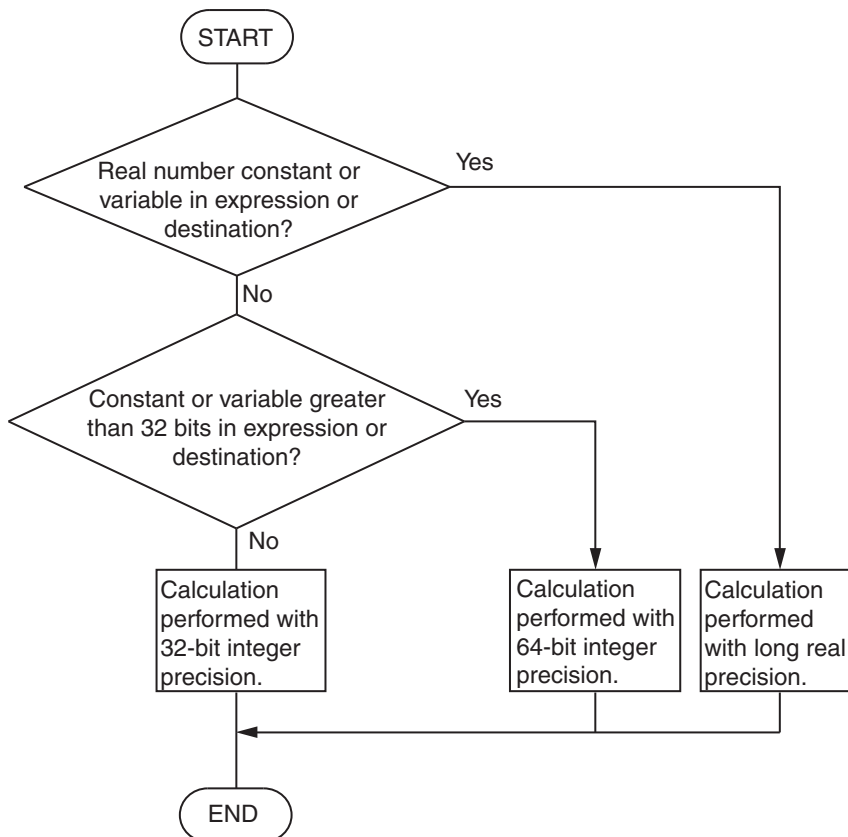 START
Real number constant or
variable in expression or
destination?
Yes
No
Constant or variable greater
than 32 bits in expression or
destination?
Yes
No
Calculation
performed with
32-bit integer
precision.
Calculation
performed with
64-bit integer
precision.
Calculation
performed
with long real
precision.
END